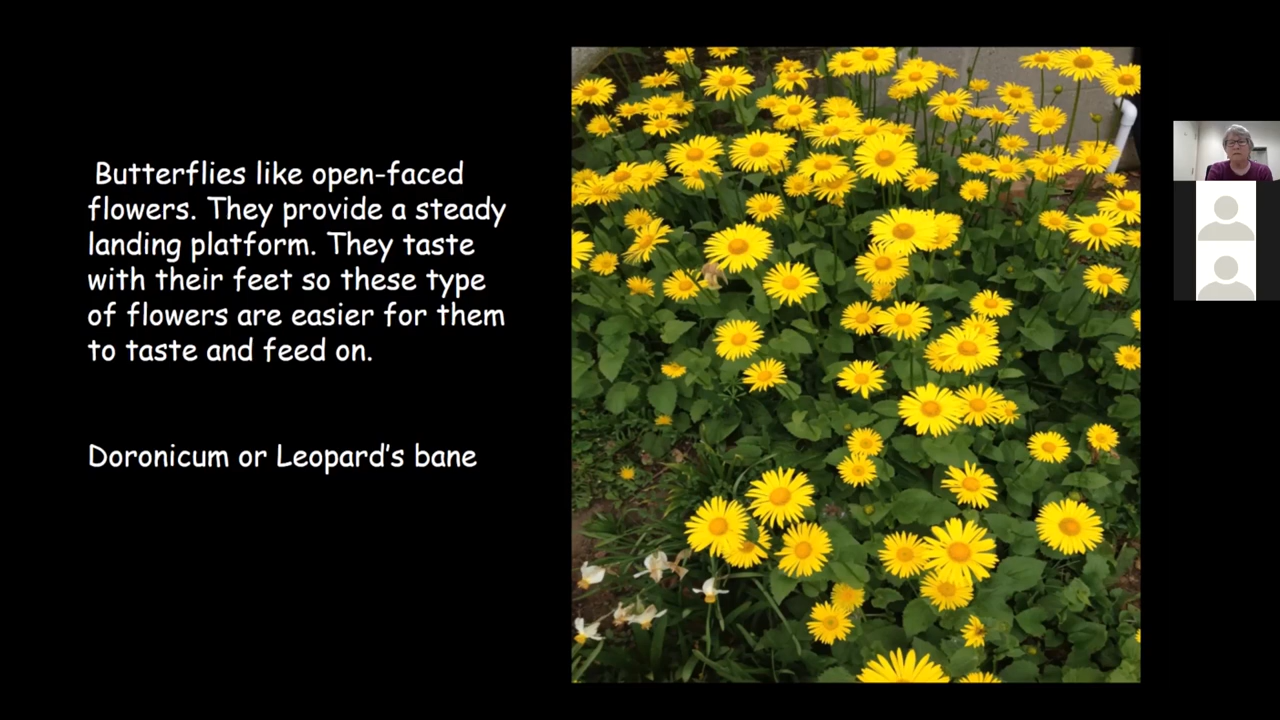 Butterflies like open-faced
flowers. They provide a steady
landing platform. They taste
with their feet so these type
of flowers are easier for them
to taste and feed on.
Doronicum or Leopard's bane